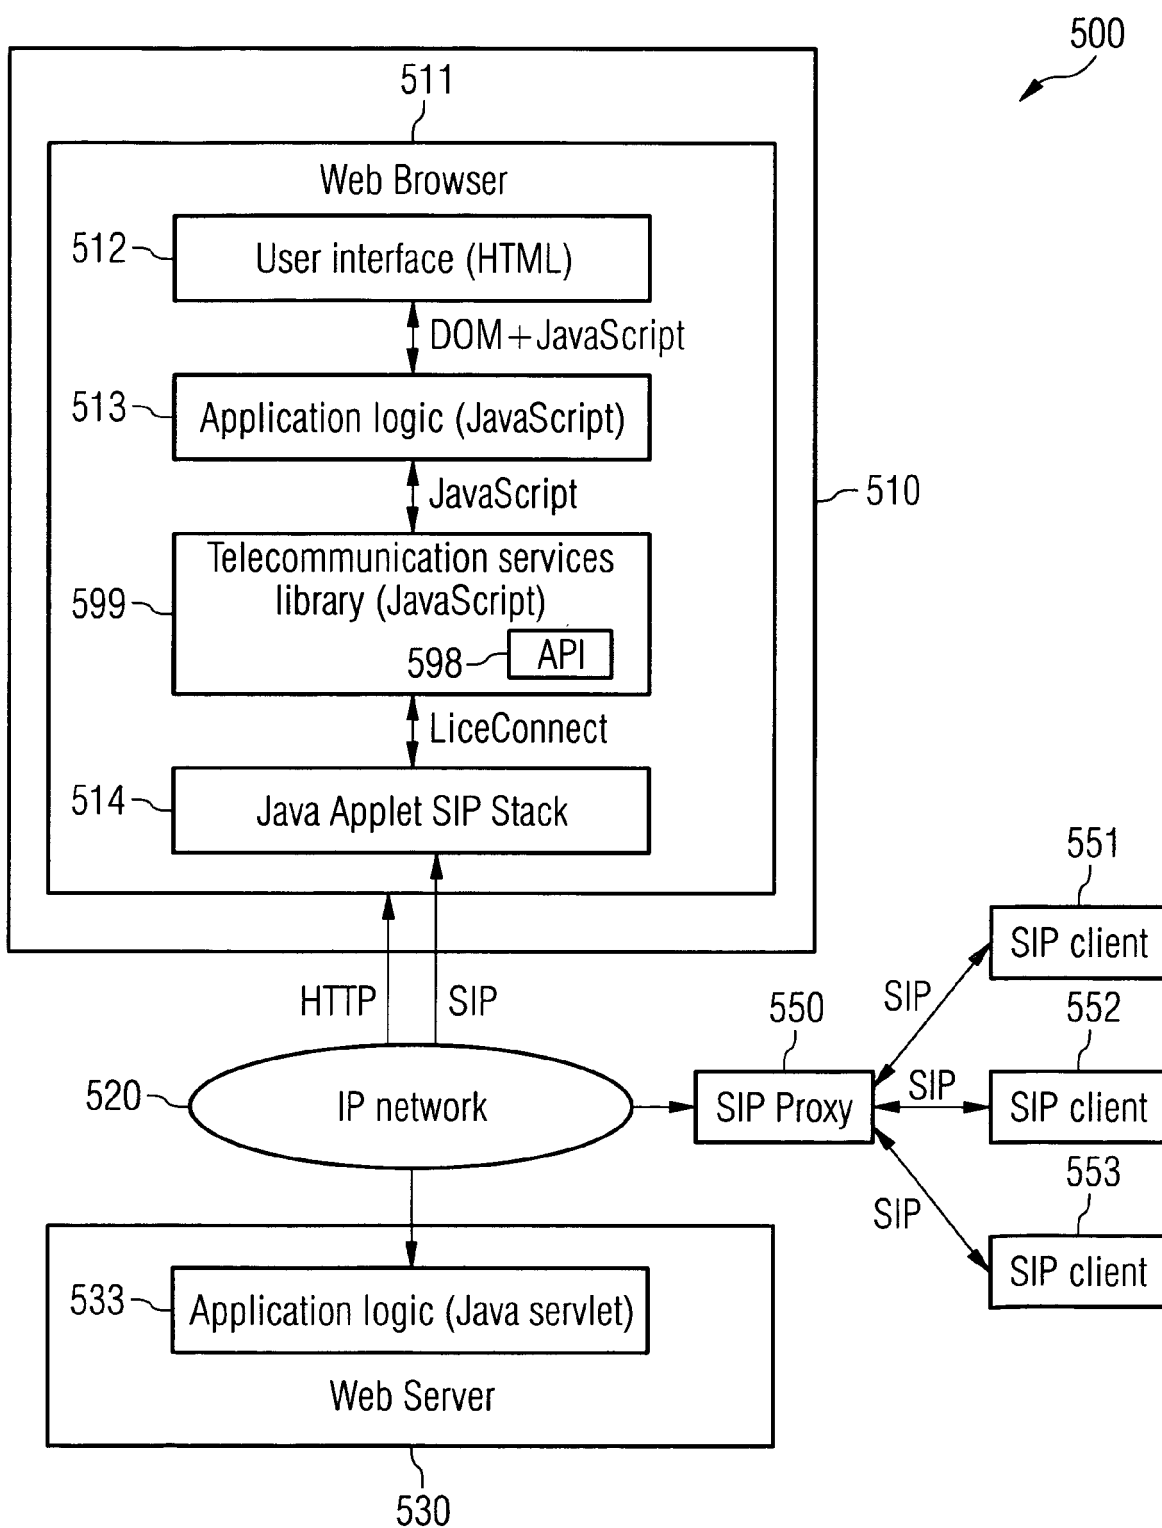 500
511
Web Browser
512
User interface (HTML)
DOM+JavaScript
513
Application logic (JavaScript)
JavaScript
510
Telecommunication services
library (JavaScript)
599
598
API
LiceConnect
514
Java Applet SIP Stack
551
SIP client
HTTP
SIP
SIP
550
552
520
IP network
SIP Proxy
SIP
SIP client
553
SIP
SIP client
533
Application logic (Java servlet)
Web Server
530